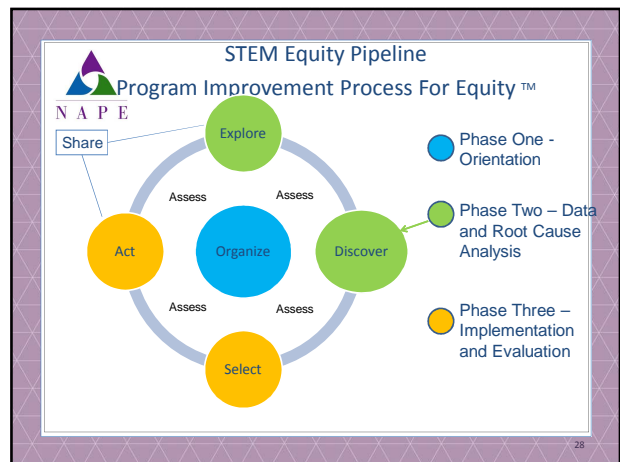 STEM Equity Pipeline
Program Improvement Process For Equity ™
N A P E
Share
Explore
Assess
Assess
Act
Organize
Discover
Assess
Assess
Select
Phase One -
Orientation
Phase Two – Data
and Root Cause
Analysis
Phase Three –
Implementation
and Evaluation
28